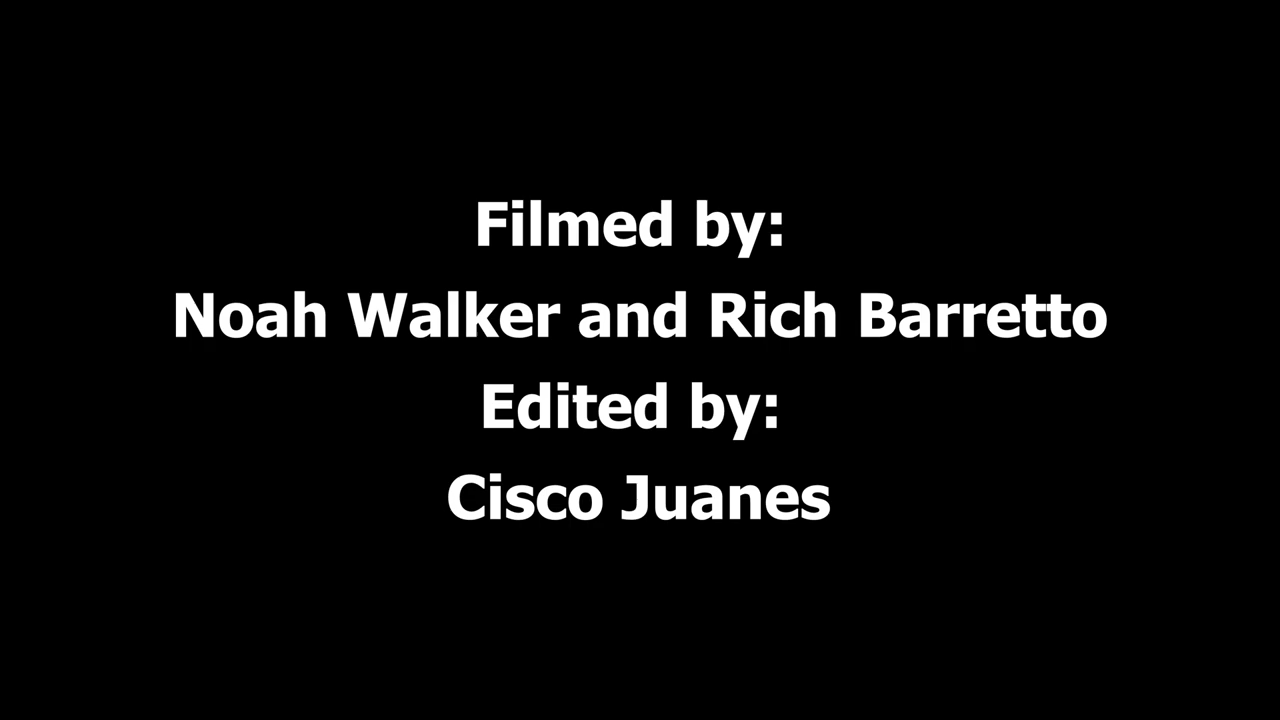 Filmed by:
Noah Walker and Rich Barretto
Edited by:
Cisco Juanes